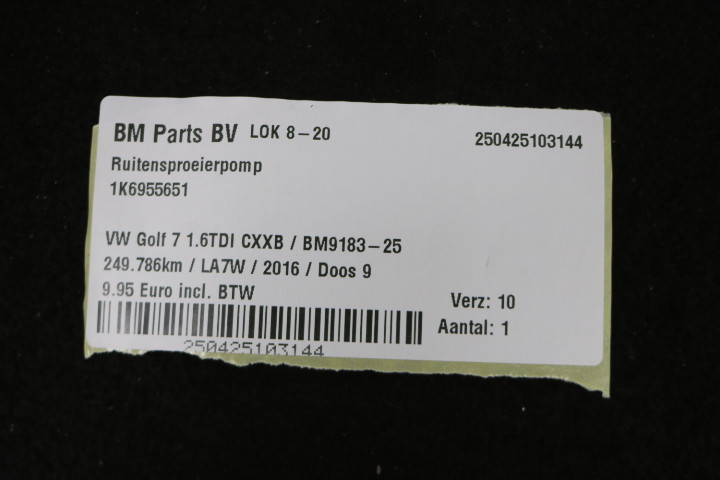 BM Parts BV LOK 8-20 250425103144
Ruitensproeierpomp
1K6955651
VW Golf 7 1.6TDI CXXB / BM9183-25
249.786km / LA7W / 2016 / Doos 9
9.95 Euro incl. BTW
Verz: 10
Aantal: 1
250425103144